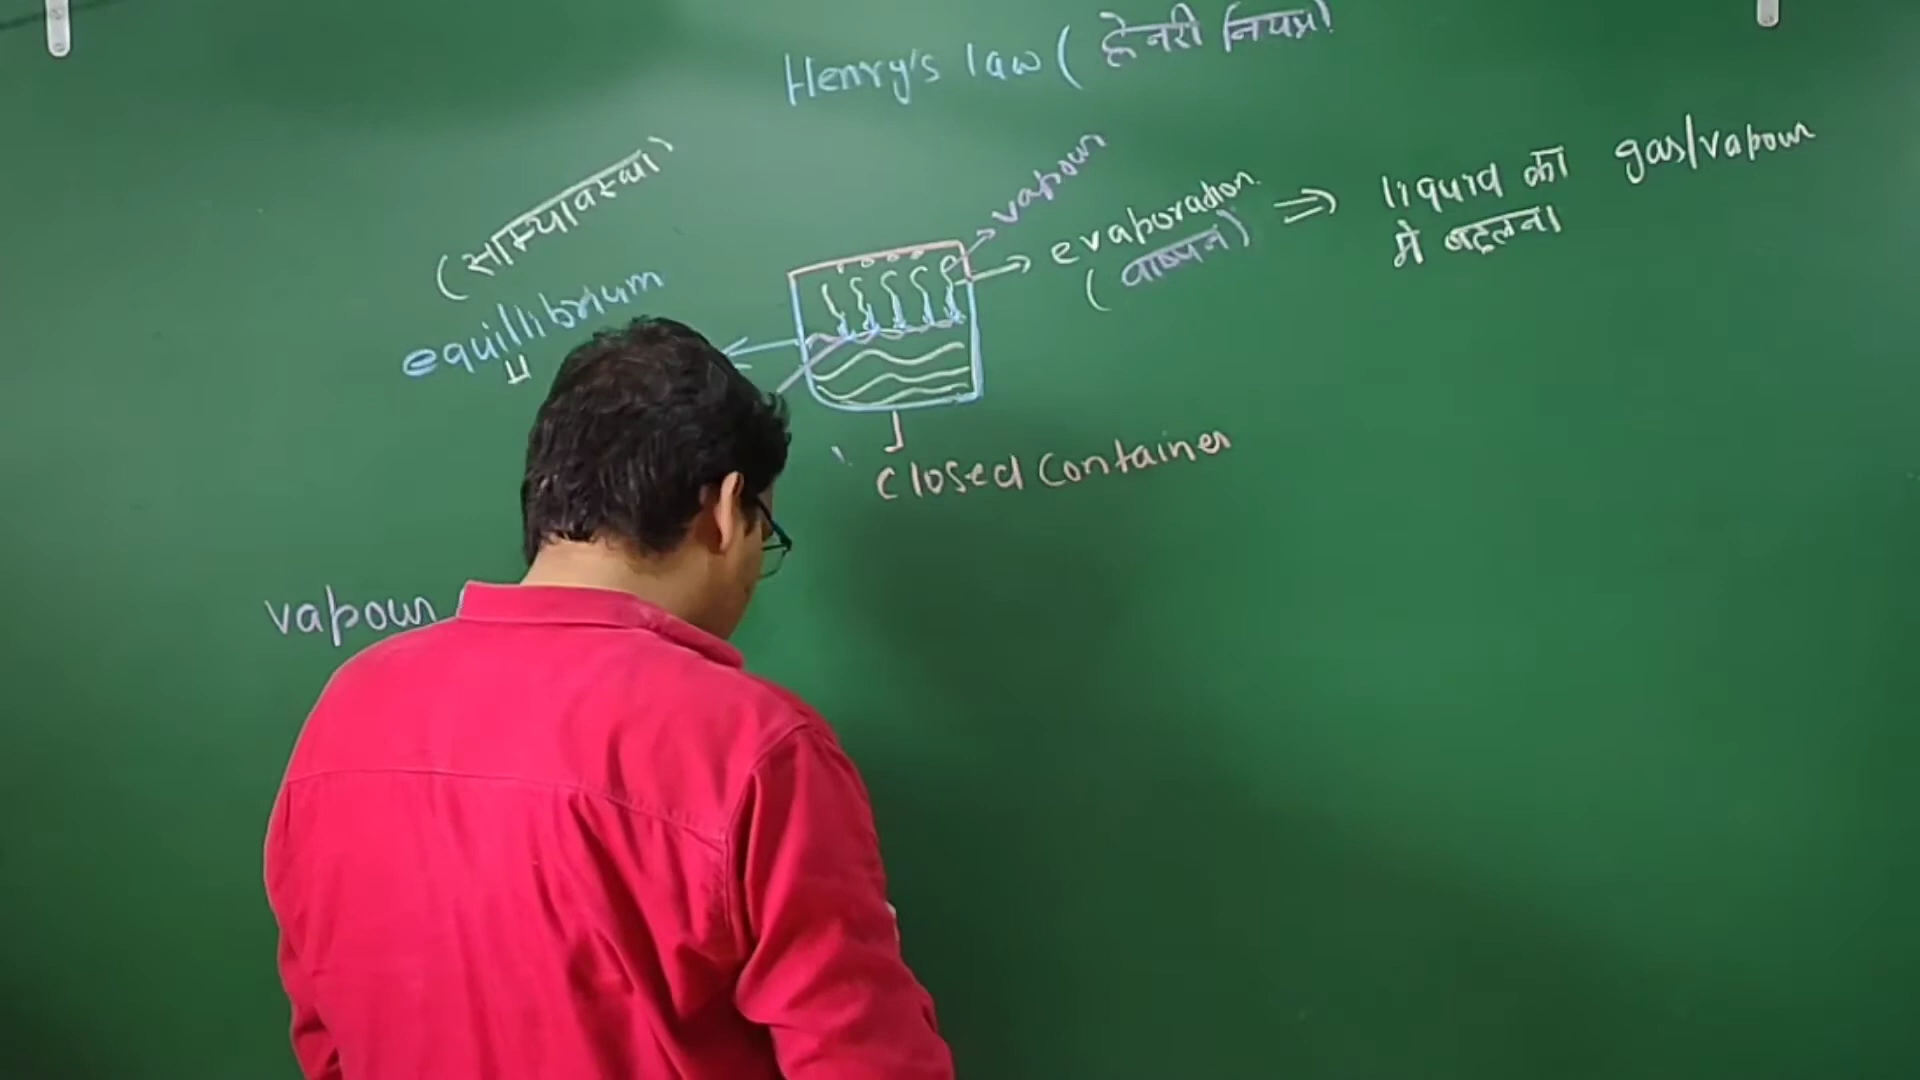 Henry's law ( हेनरी नियम)
(साम्यावस्था)
equillibrium
vapour
evaporation
(वाष्पन)
⇒ liquid का gas/vapour
मे बदलना
closed container
vapour